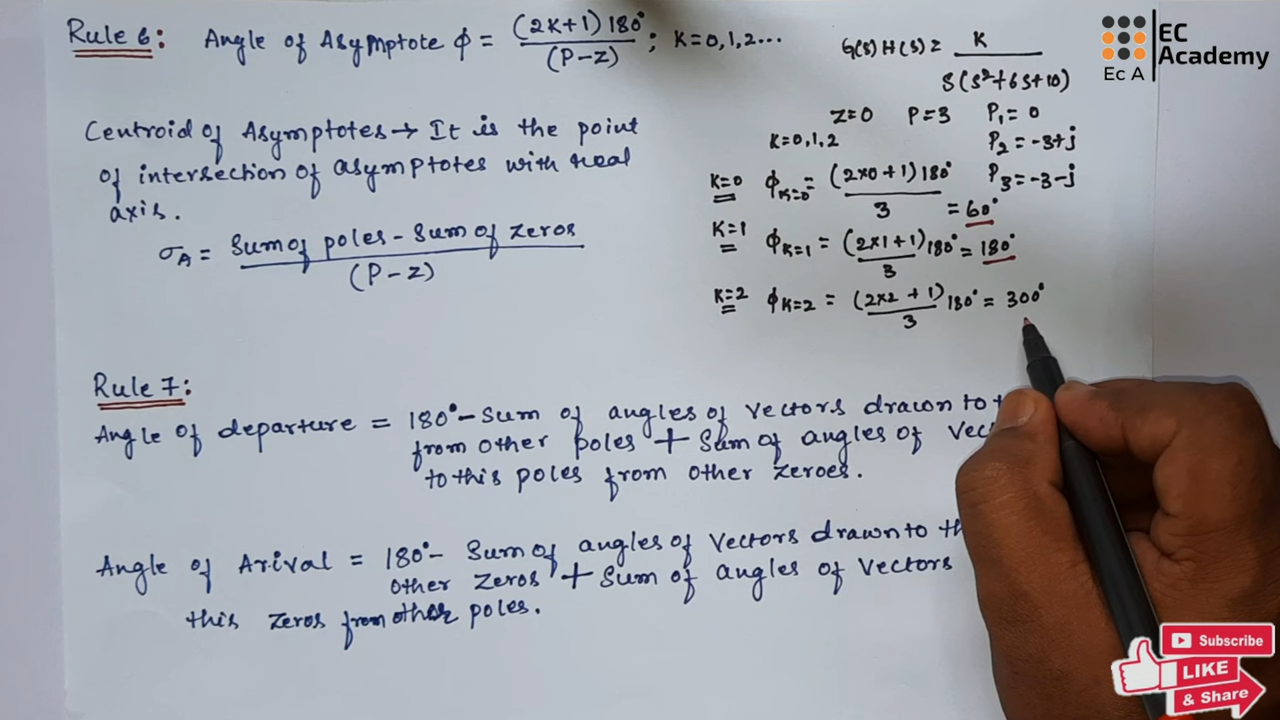 Rule 6: Angle of Asymptote ϕ = (2K+1) 180° / (P-Z) ; K=0,1,2...
Centroid of Asymptotes → It is the point
of intersection of asymptotes with real
axis.
σA = Sum of poles - Sum of zeros / (P-Z)
G(s) H(s) = K / S(S²+6S+10)
Z=0 P=3 P1 = 0
K=0,1,2 P2 = -3+j
P3 = -3-j
K=0 ϕK=0 = (2x0+1) 180° / 3 = 60°
K=1 ϕK=1 = (2x1+1) / 3 180° = 180°
K=2 ϕK=2 = (2x2+1) / 3 180° = 300°
Rule 7:
Angle of departure = 180° - Sum of angles of vectors drawn to
from other poles + Sum of angles of
to this poles from other zeroes.
Angle of Arival = 180° - Sum of angles of vectors drawn to
other zeros + Sum of angles of vectors
this zeros from other poles.
EC
Academy
Ec A
Subscribe
LIKE
& Share